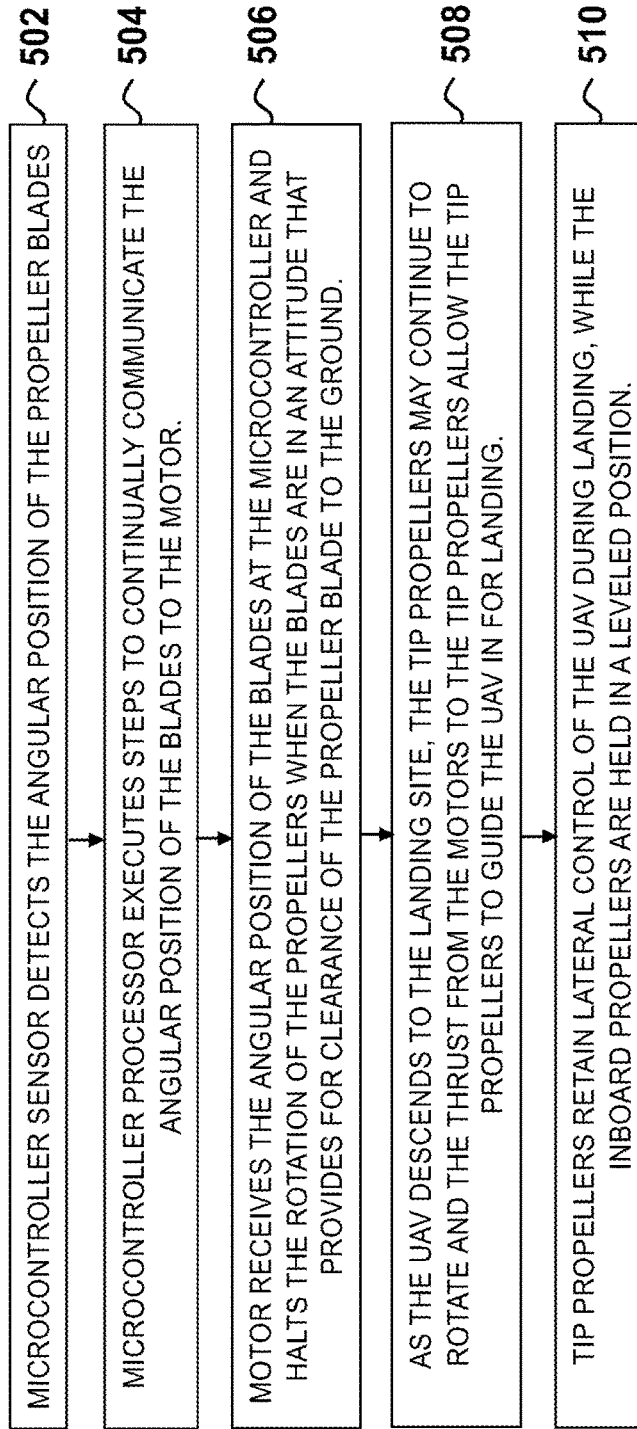 MICROCONTROLLER SENSOR DETECTS THE ANGULAR POSITION OF THE PROPELLER BLADES
502
MICROCONTROLLER PROCESSOR EXECUTES STEPS TO CONTINUALLY COMMUNICATE THE
ANGULAR POSITION OF THE BLADES TO THE MOTOR.
504
MOTOR RECEIVES THE ANGULAR POSITION OF THE BLADES AT THE MICROCONTROLLER AND
HALTS THE ROTATION OF THE PROPELLERS WHEN THE BLADES ARE IN AN ATTITUDE THAT
PROVIDES FOR CLEARANCE OF THE PROPELLER BLADE TO THE GROUND.
506
AS THE UAV DESCENDS TO THE LANDING SITE, THE TIP PROPELLERS MAY CONTINUE TO
ROTATE AND THE THRUST FROM THE MOTORS TO THE TIP PROPELLERS ALLOW THE TIP
PROPELLERS TO GUIDE THE UAV IN FOR LANDING.
508
TIP PROPELLERS RETAIN LATERAL CONTROL OF THE UAV DURING LANDING, WHILE THE
INBOARD PROPELLERS ARE HELD IN A LEVELED POSITION.
510